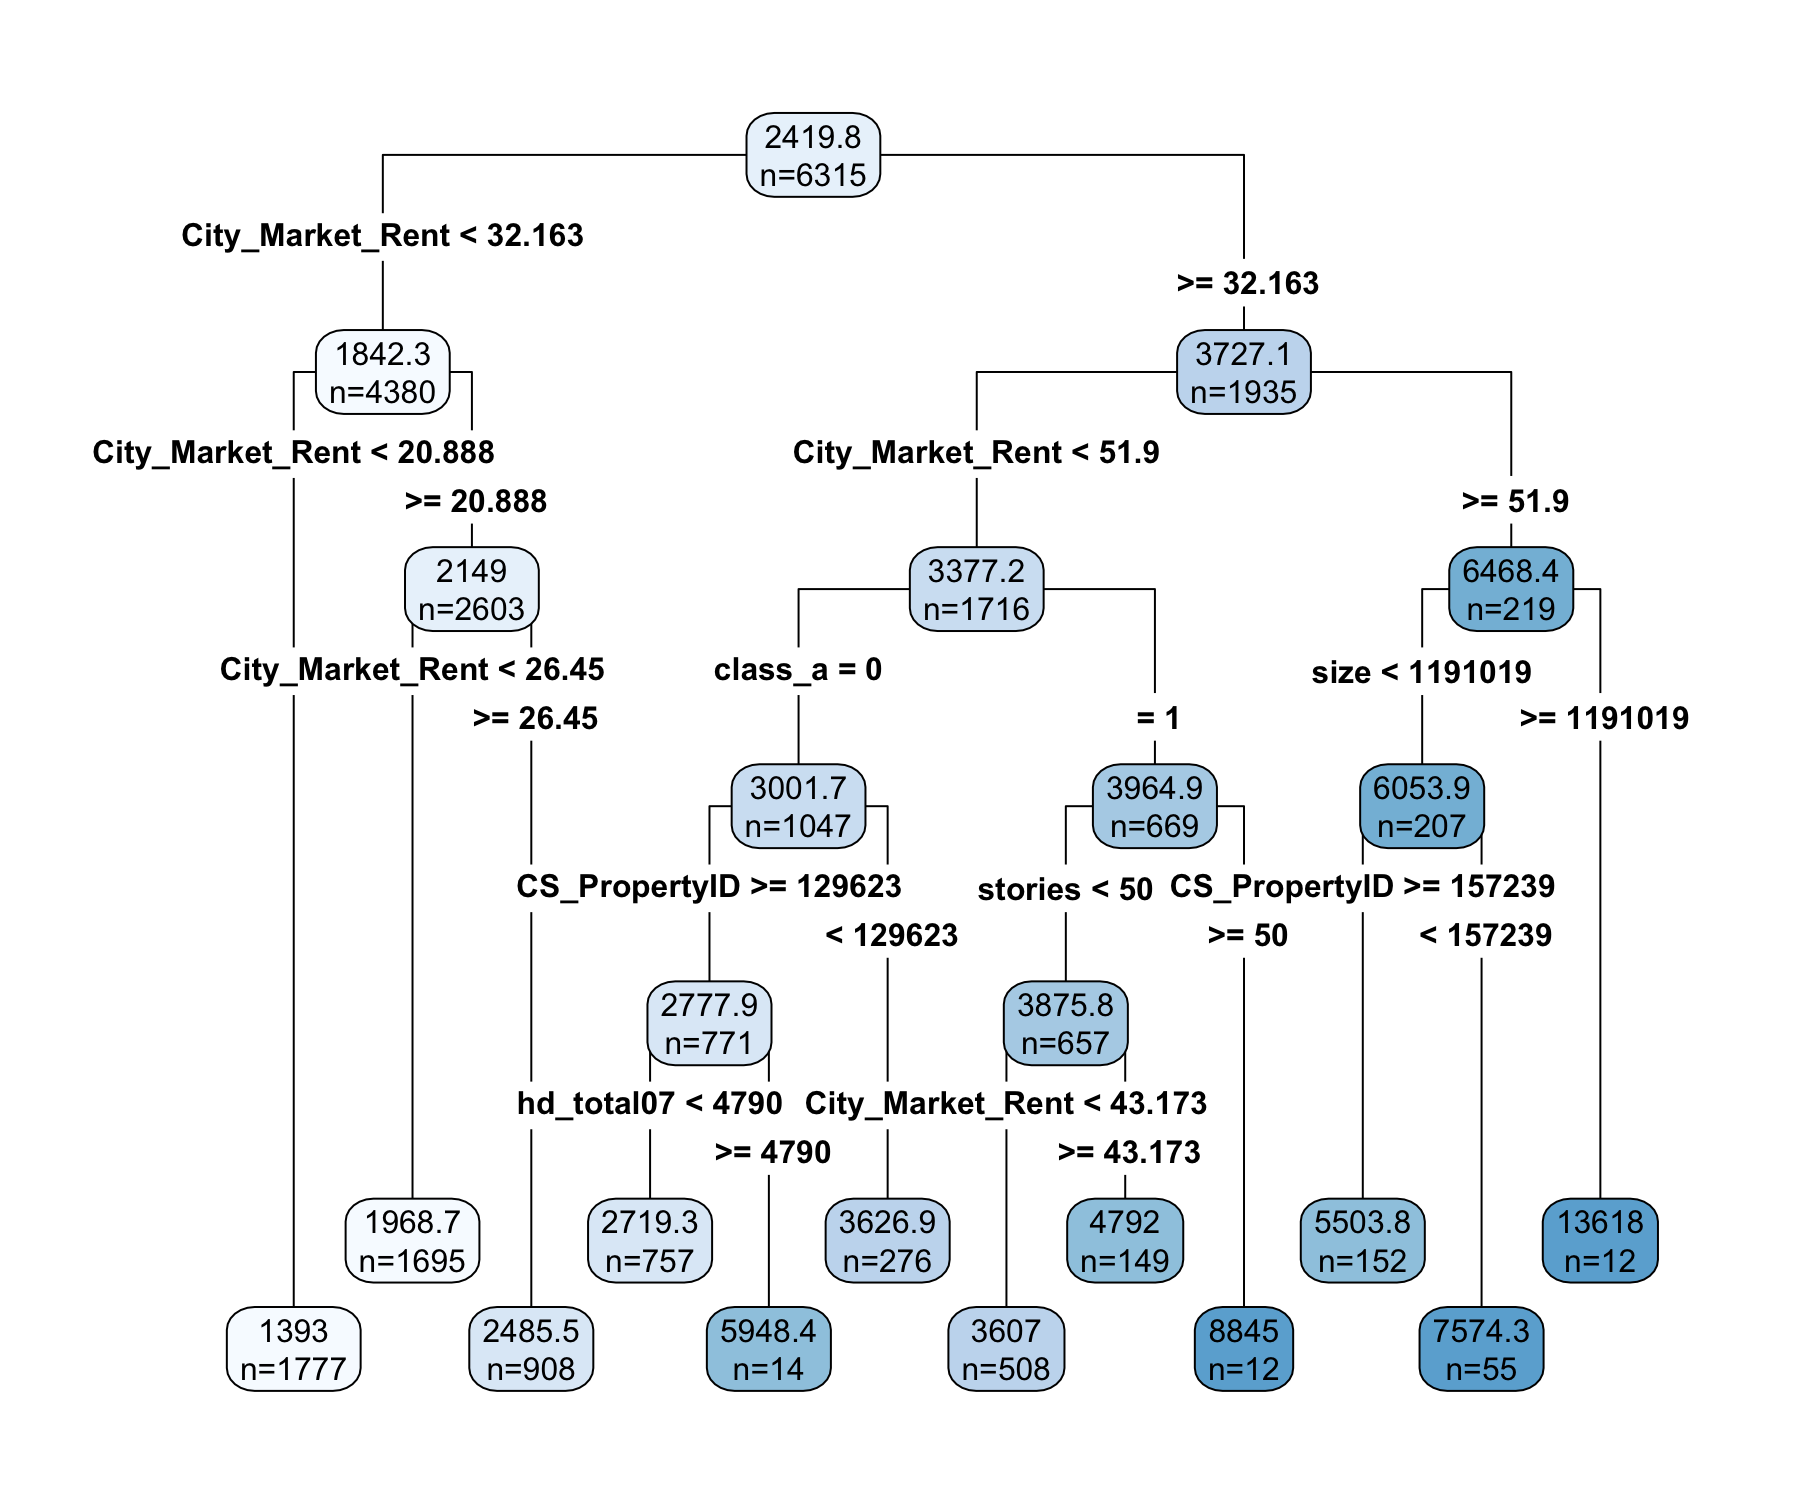 2419.8
n=6315
City_Market_Rent < 32.163
>= 32.163
1842.3
n=4380
3727.1
n=1935
City_Market_Rent < 20.888
>= 20.888
City_Market_Rent < 51.9
>= 51.9
2149
n=2603
3377.2
n=1716
6468.4
n=219
City_Market_Rent < 26.45
>= 26.45
class_a = 0
= 1
size < 1191019
>= 1191019
3001.7
n=1047
3964.9
n=669
6053.9
n=207
CS_PropertyID >= 129623
< 129623
stories < 50
>= 50
CS_PropertyID >= 157239
< 157239
2777.9
n=771
3875.8
n=657
hd_total07 < 4790
>= 4790
City_Market_Rent < 43.173
>= 43.173
1968.7
n=1695
2719.3
n=757
3626.9
n=276
4792
n=149
5503.8
n=152
13618
n=12
1393
n=1777
2485.5
n=908
5948.4
n=14
3607
n=508
8845
n=12
7574.3
n=55